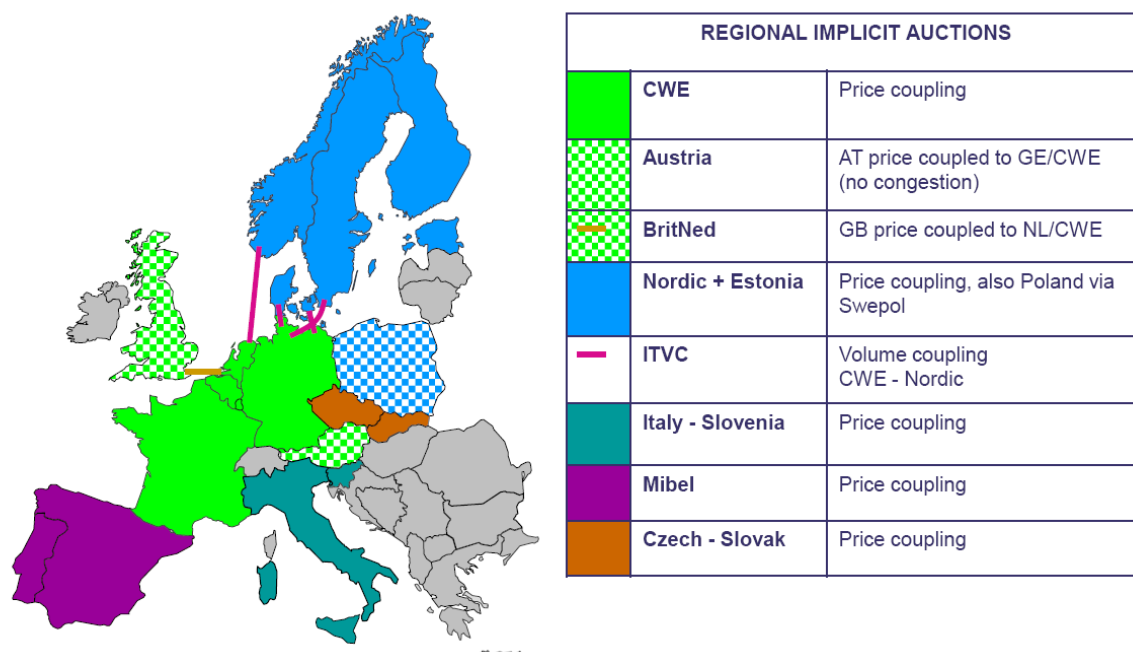 REGIONAL IMPLICIT AUCTIONS
CWE
Price coupling
Austria
AT price coupled to GE/CWE
(no congestion)
BritNed
GB price coupled to NL/CWE
Nordic + Estonia
Price coupling, also Poland via
Swepol
ITVC
Volume coupling
CWE - Nordic
Italy - Slovenia
Price coupling
Mibel
Price coupling
Czech - Slovak
Price coupling